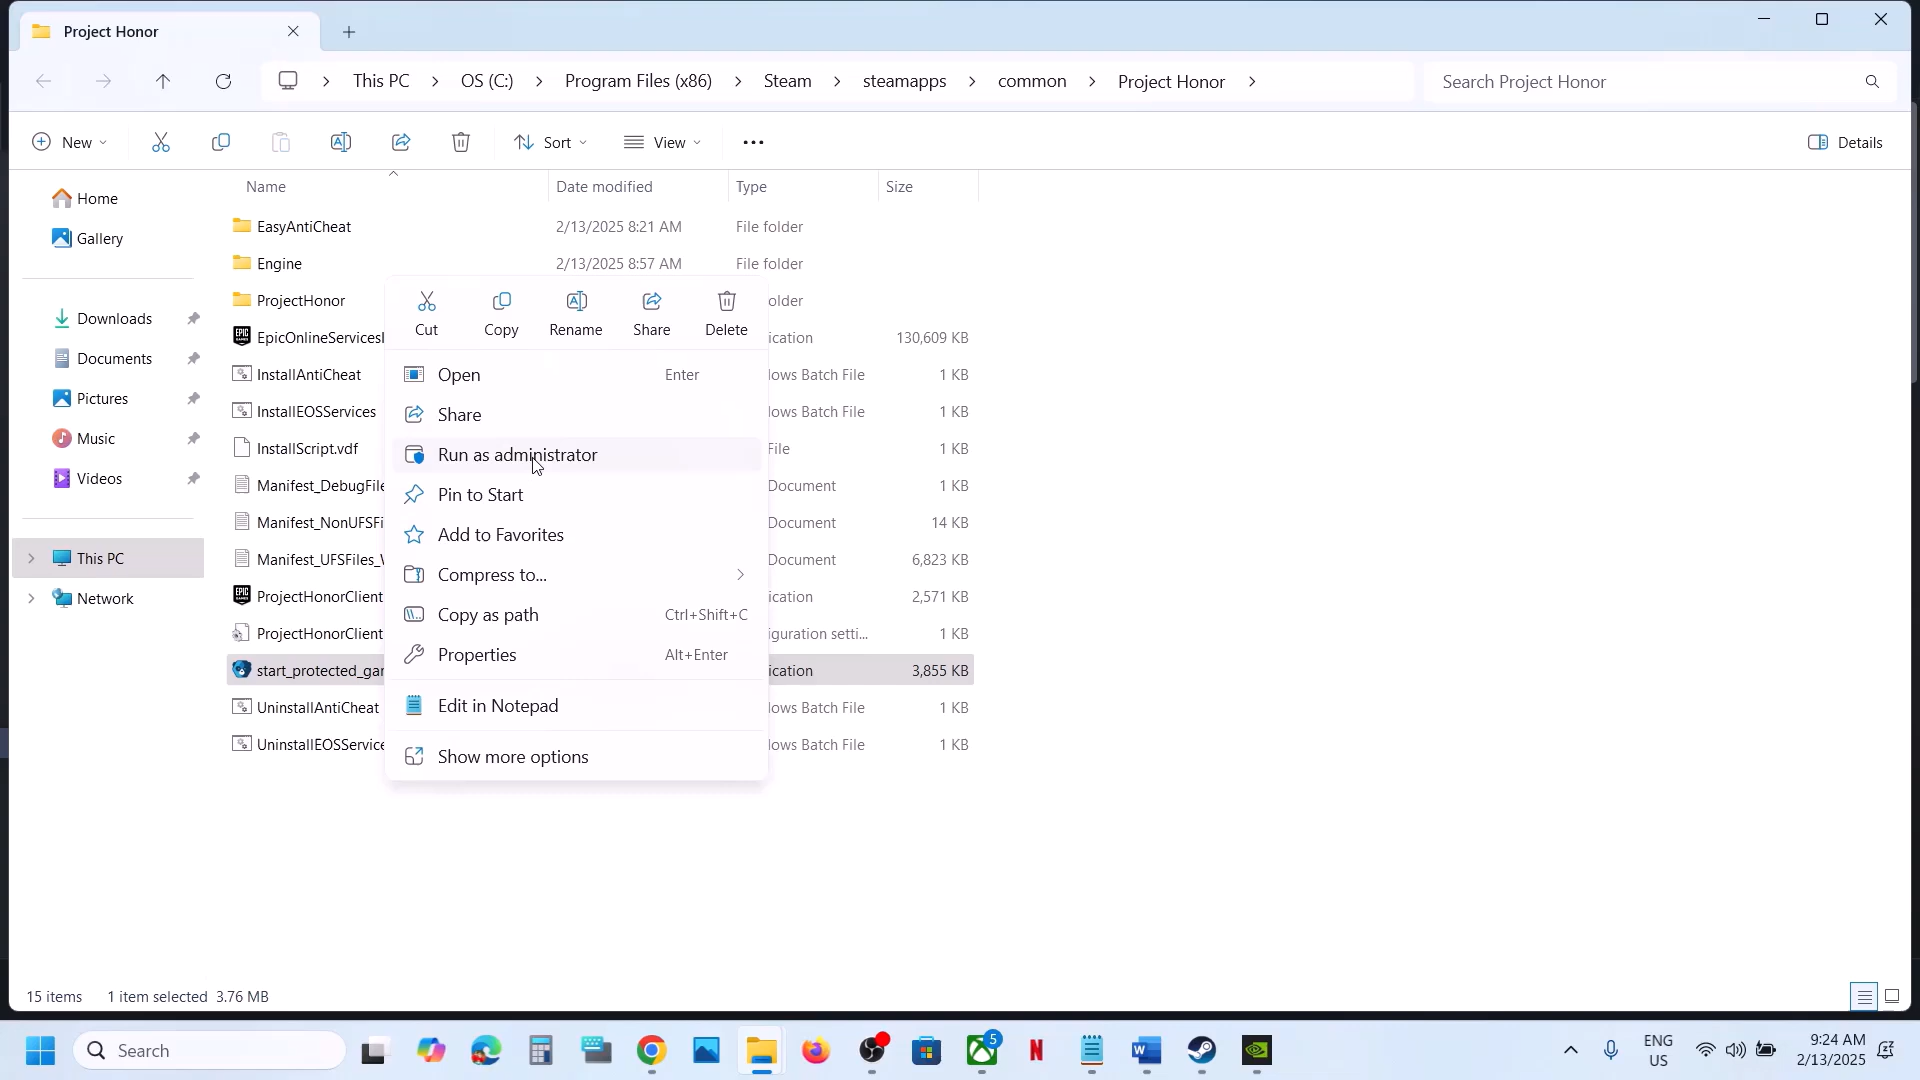 Project Honor
This PC > OS (C:) > Program Files (x86) > Steam > steamapps > common > Project Honor >
Search Project Honor
New
Sort
View
Details
Name
Date modified
Type
Size
Home
Gallery
Downloads
Documents
Pictures
Music
Videos
This PC
Network
EasyAntiCheat 2/13/2025 8:21 AM File folder
Engine 2/13/2025 8:57 AM File folder
ProjectHonor older
EpicOnlineServicesI ication 130,609 KB
InstallAntiCheat lows Batch File 1 KB
InstallEOSServices lows Batch File 1 KB
InstallScript.vdf File 1 KB
Manifest_DebugFile Document 1 KB
Manifest_NonUFSFi Document 14 KB
Manifest_UFSFiles_W Document 6,823 KB
ProjectHonorClient ication 2,571 KB
ProjectHonorClient iguration setti... 1 KB
start_protected_gar ication 3,855 KB
UninstallAntiCheat lows Batch File 1 KB
UninstallEOSService lows Batch File 1 KB
Cut
Copy
Rename
Share
Delete
Open Enter
Share
Run as administrator
Pin to Start
Add to Favorites
Compress to...
Copy as path Ctrl+Shift+C
Properties Alt+Enter
Edit in Notepad
Show more options
15 items 1 item selected 3.76 MB
Search
5
ENG
US
9:24 AM
2/13/2025